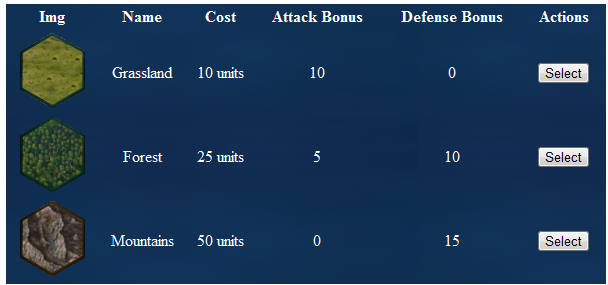 Img Name Cost Attack Bonus Defense Bonus Actions
Grassland 10 units 10 0 Select
Forest 25 units 5 10 Select
Mountains 50 units 0 15 Select